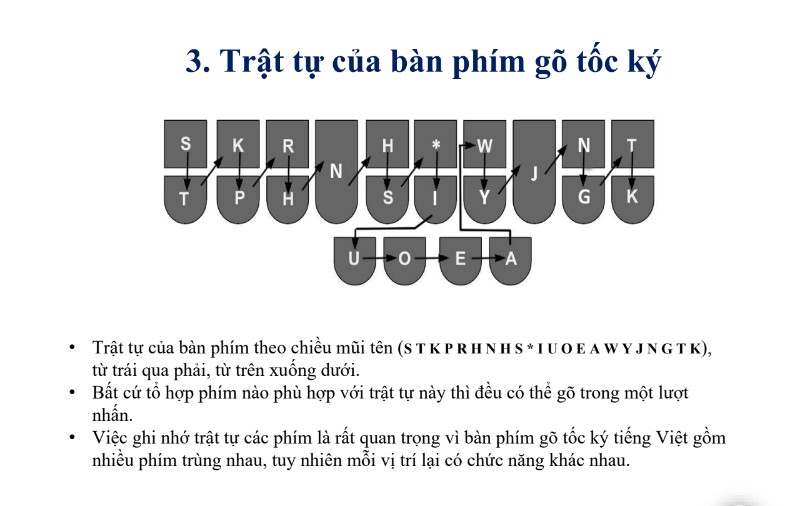 3. Trật tự của bàn phím gõ tốc ký
S K R N H * W J N T
T P H S I Y G K
U O E A
• Trật tự của bàn phím theo chiều mũi tên (S T K P R H N H S * I U O E A W Y J N G T K),
từ trái qua phải, từ trên xuống dưới.
• Bất cứ tổ hợp phím nào phù hợp với trật tự này thì đều có thể gõ trong một lượt
nhấn.
• Việc ghi nhớ trật tự các phím là rất quan trọng vì bàn phím gõ tốc ký tiếng Việt gồm
nhiều phím trùng nhau, tuy nhiên mỗi vị trí lại có chức năng khác nhau.